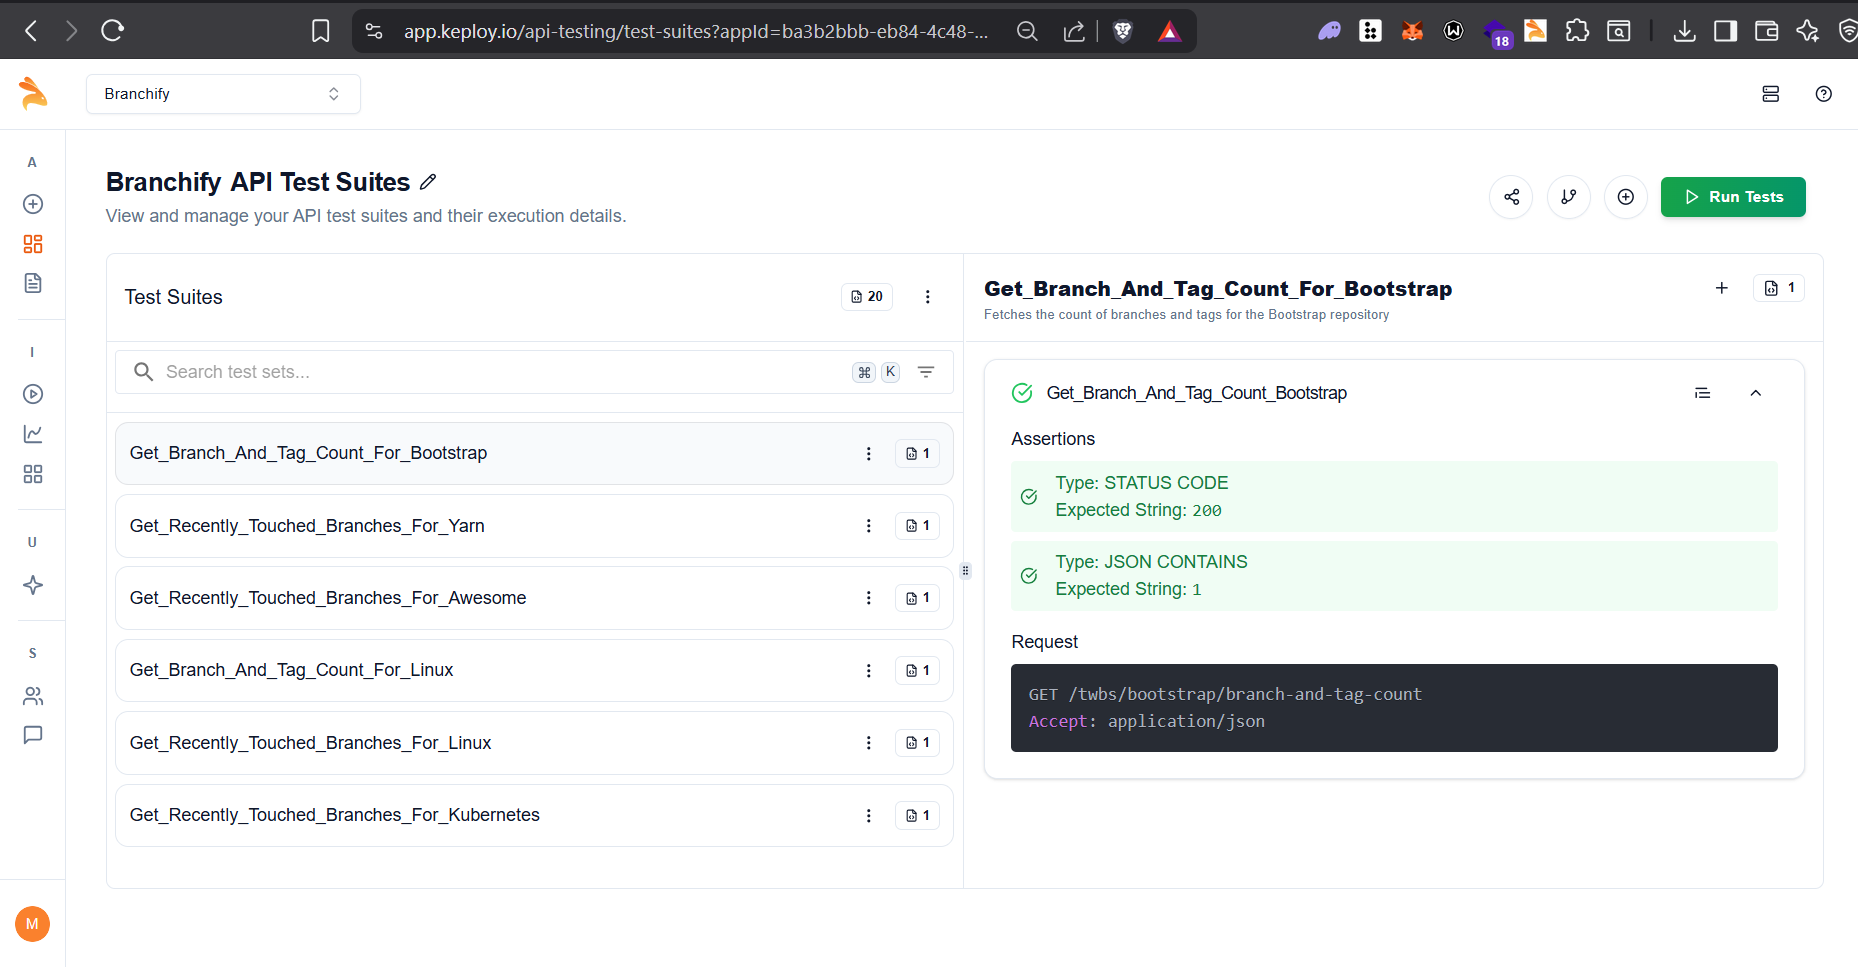 app.keploy.io/api-testing/test-suites?appId=ba3b2bbb-eb84-4c48-...
18
Branchify
Branchify API Test Suites
View and manage your API test suites and their execution details.
Run Tests
A
I
U
S
M
Test Suites
20
Search test sets...
⌘ K
Get_Branch_And_Tag_Count_For_Bootstrap
1
Get_Recently_Touched_Branches_For_Yarn
1
Get_Recently_Touched_Branches_For_Awesome
1
Get_Branch_And_Tag_Count_For_Linux
1
Get_Recently_Touched_Branches_For_Linux
1
Get_Recently_Touched_Branches_For_Kubernetes
1
Get_Branch_And_Tag_Count_For_Bootstrap
1
Fetches the count of branches and tags for the Bootstrap repository
Get_Branch_And_Tag_Count_Bootstrap
Assertions
Type: STATUS CODE
Expected String: 200
Type: JSON CONTAINS
Expected String: 1
Request
GET /twbs/bootstrap/branch-and-tag-count
Accept: application/json